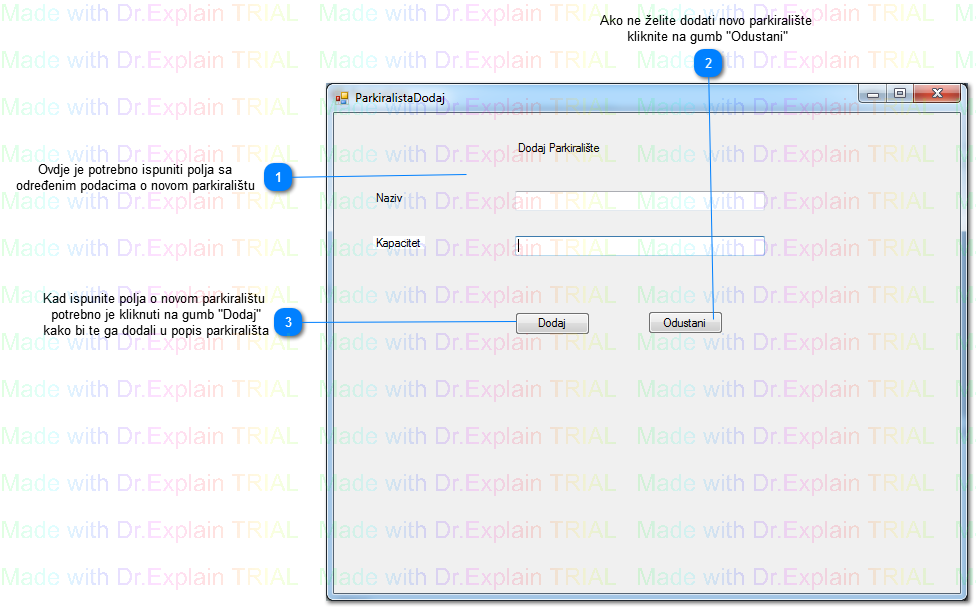 Ako ne želite dodati novo parkiralište
kliknite na gumb "Odustani"
2
ParkiralistaDodaj
Dodaj Parkiralište
Ovdje je potrebno ispuniti polja sa
određenim podacima o novom parkiralištu
1
Naziv
Kapacitet
Kad ispunite polja o novom parkiralištu
potrebno je kliknuti na gumb "Dodaj"
kako bi te ga dodali u popis parkirališta
3
Dodaj
Odustani
Made with Dr.Explain TRIAL